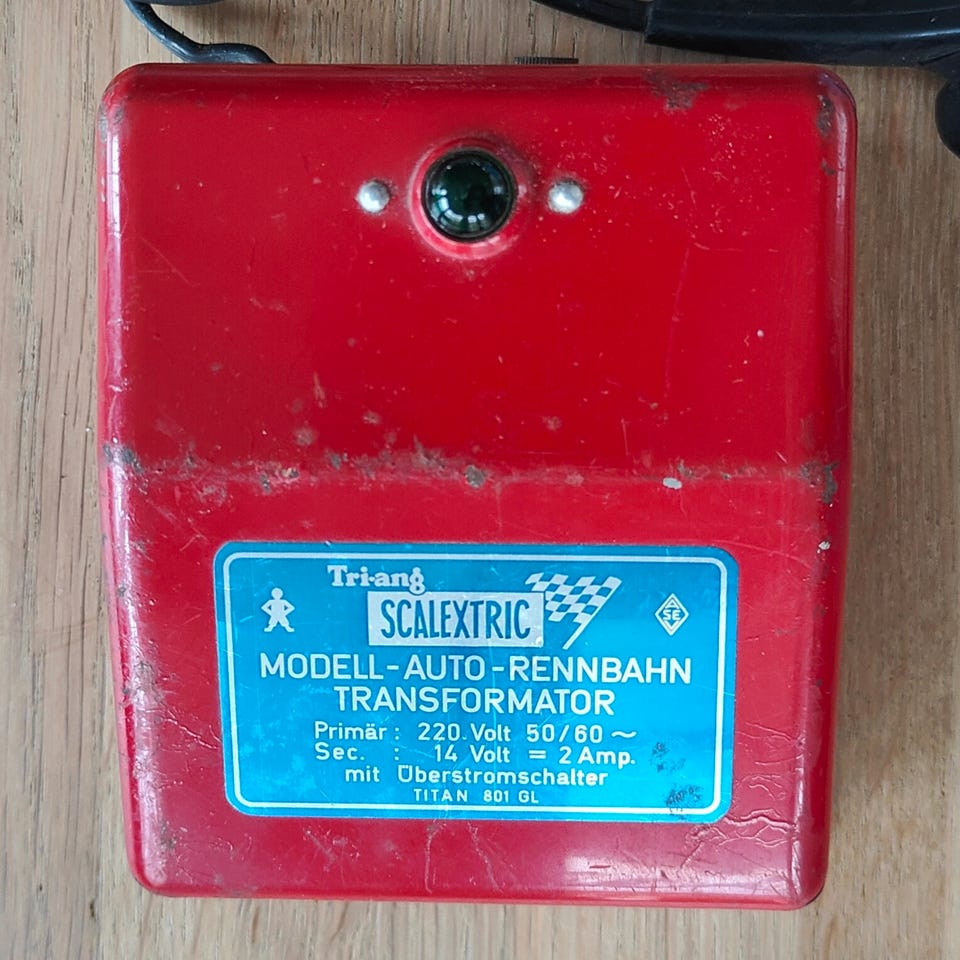 Tri-ang
SCALEXTRIC
ASE
MODELL-AUTO-RENNBAHN
TRANSFORMATOR
Primär: 220 Volt 50/60 ~
Sec. : 14 Volt = 2 Amp.
mit Überstromschalter
TITAN 801 GL